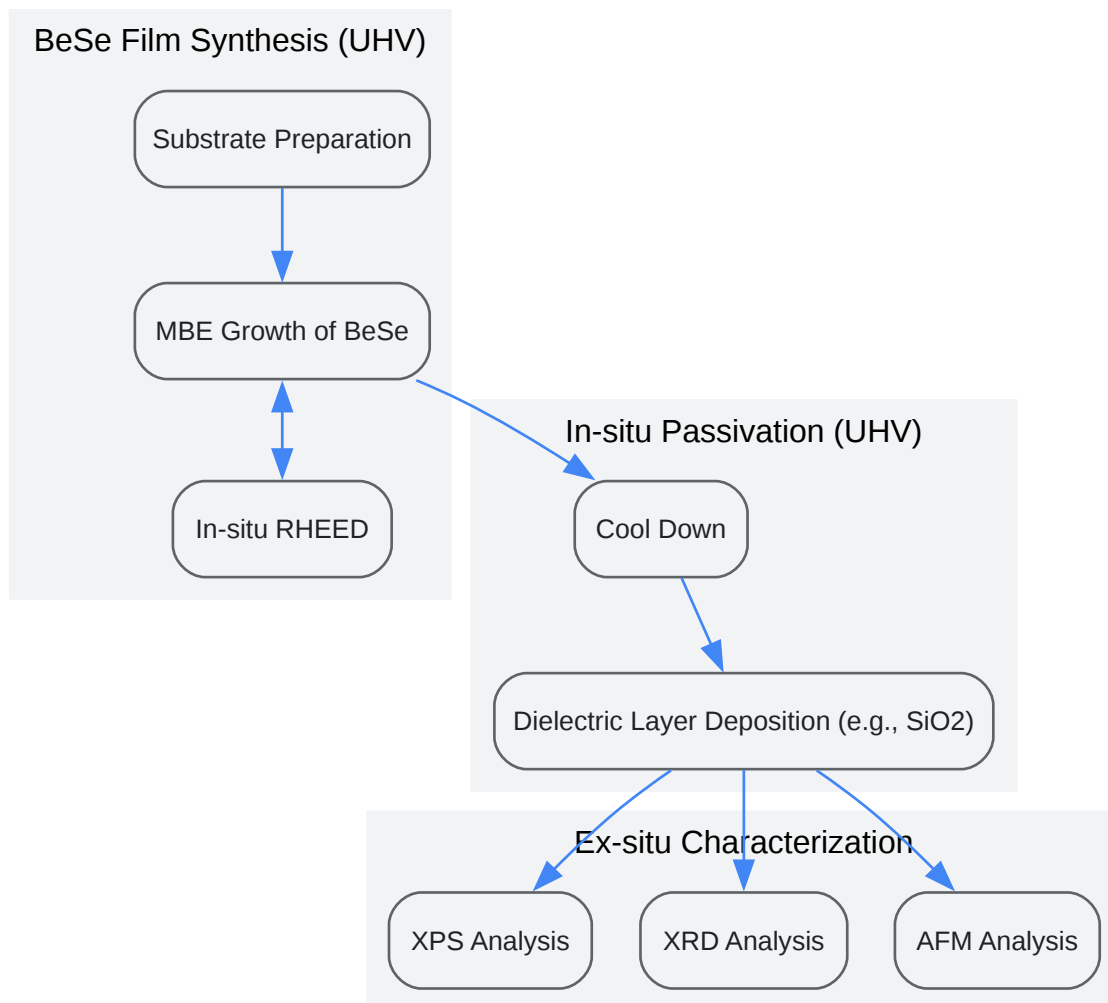 BeSe Film Synthesis (UHV)
Substrate Preparation
MBE Growth of BeSe
In-situ RHEED
In-situ Passivation (UHV)
Cool Down
Dielectric Layer Deposition (e.g., SiO2)
Ex-situ Characterization
XPS Analysis
XRD Analysis
AFM Analysis